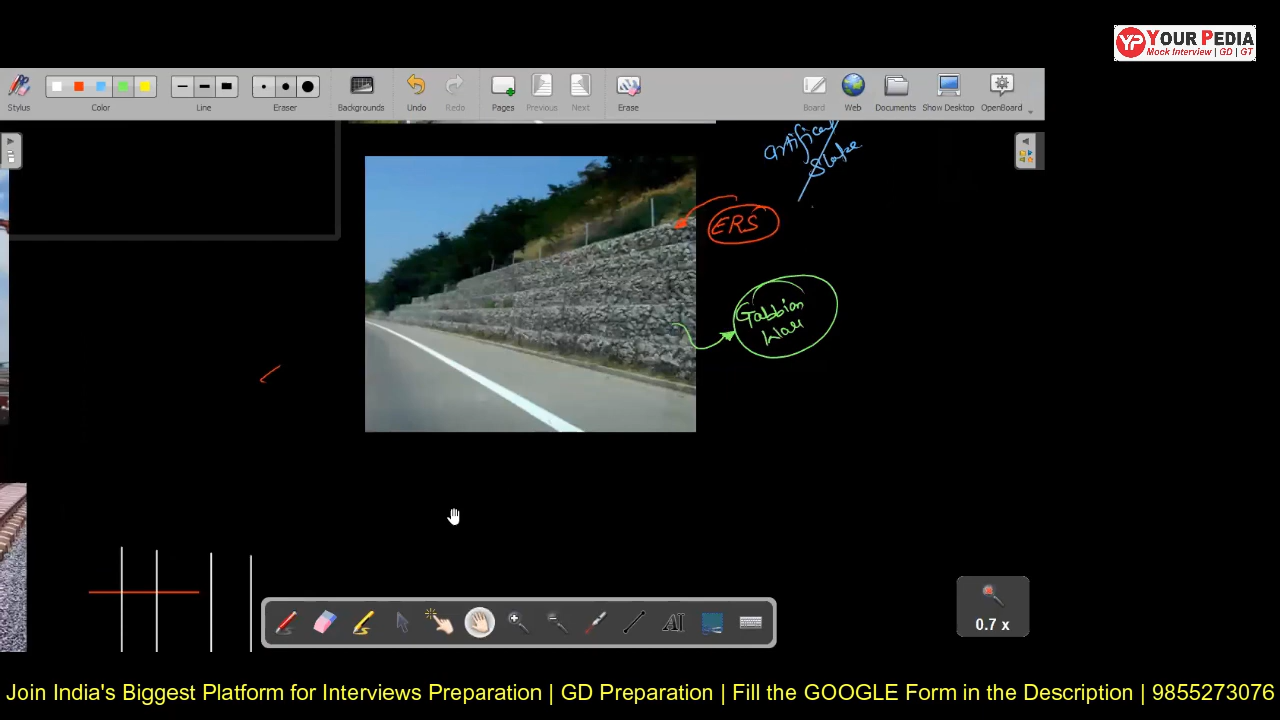 YOUR PEDIA
Mock Interview | GD | GT
Stylus
Color
Line
Eraser
Backgrounds
Undo
Redo
Pages
Previous
Next
Erase
Board
Web
Documents
Show Desktop
OpenBoard
artifical
slope
ERS
Gabbion
Wall
0.7 x
Join India's Biggest Platform for Interviews Preparation | GD Preparation | Fill the GOOGLE Form in the Description | 9855273076